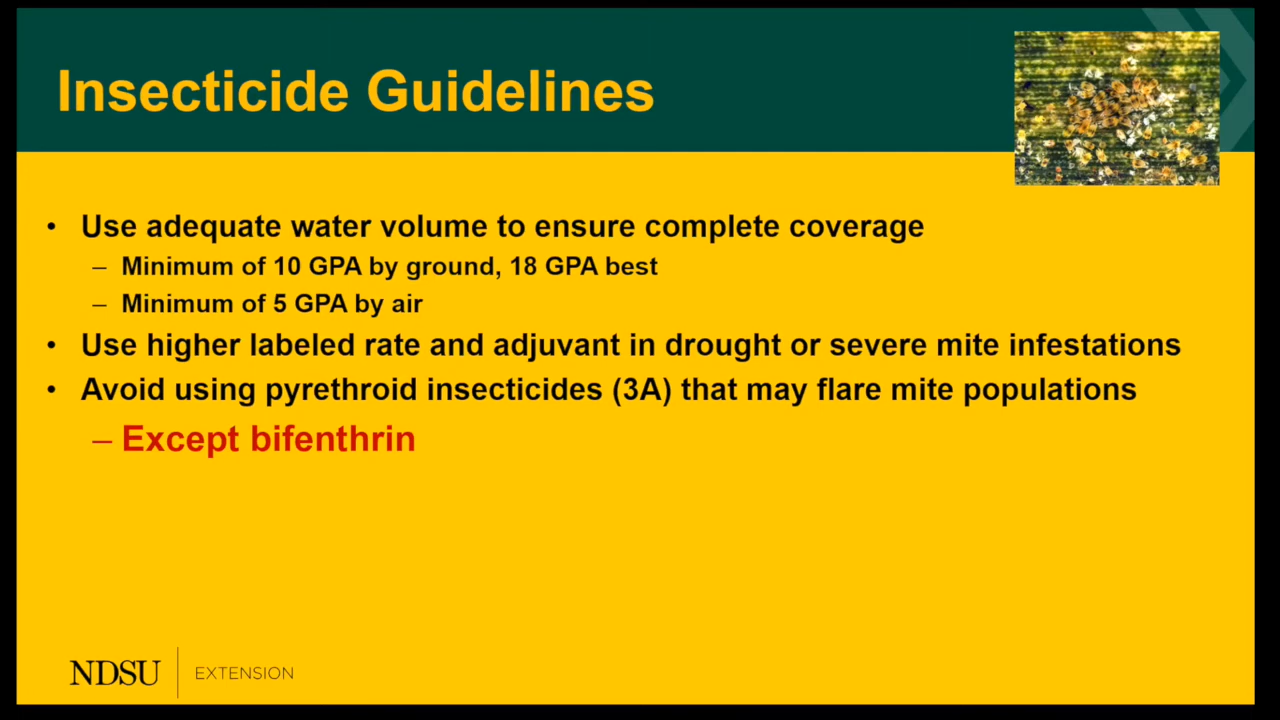 Insecticide Guidelines
• Use adequate water volume to ensure complete coverage
– Minimum of 10 GPA by ground, 18 GPA best
– Minimum of 5 GPA by air
• Use higher labeled rate and adjuvant in drought or severe mite infestations
• Avoid using pyrethroid insecticides (3A) that may flare mite populations
– Except bifenthrin
NDSU EXTENSION